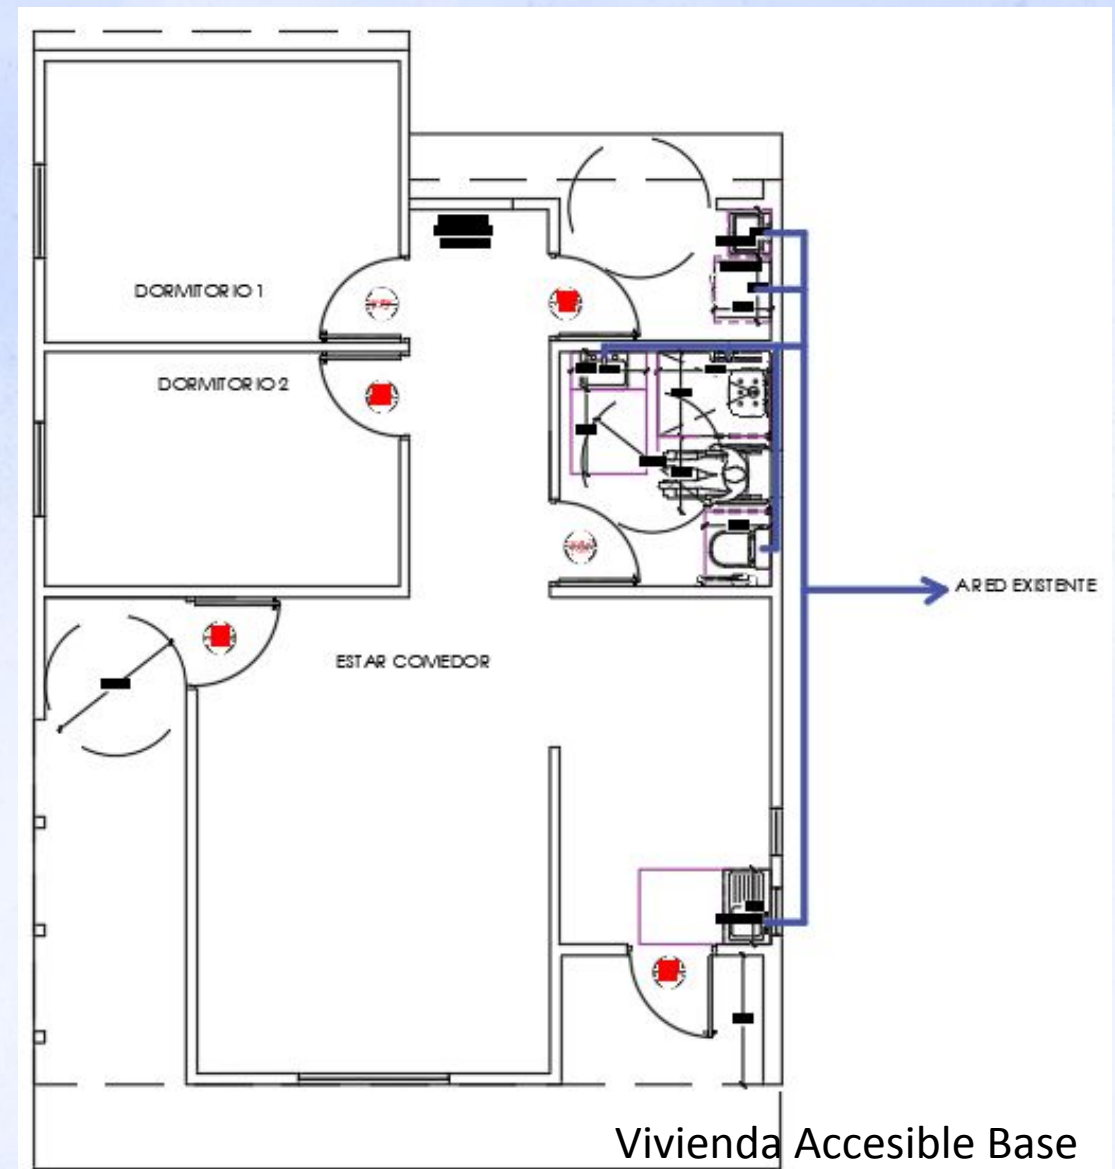 DORMITORIO 1
DORMITORIO 2
A RED EXISTENTE
ESTAR COMEDOR
Vivienda Accesible Base